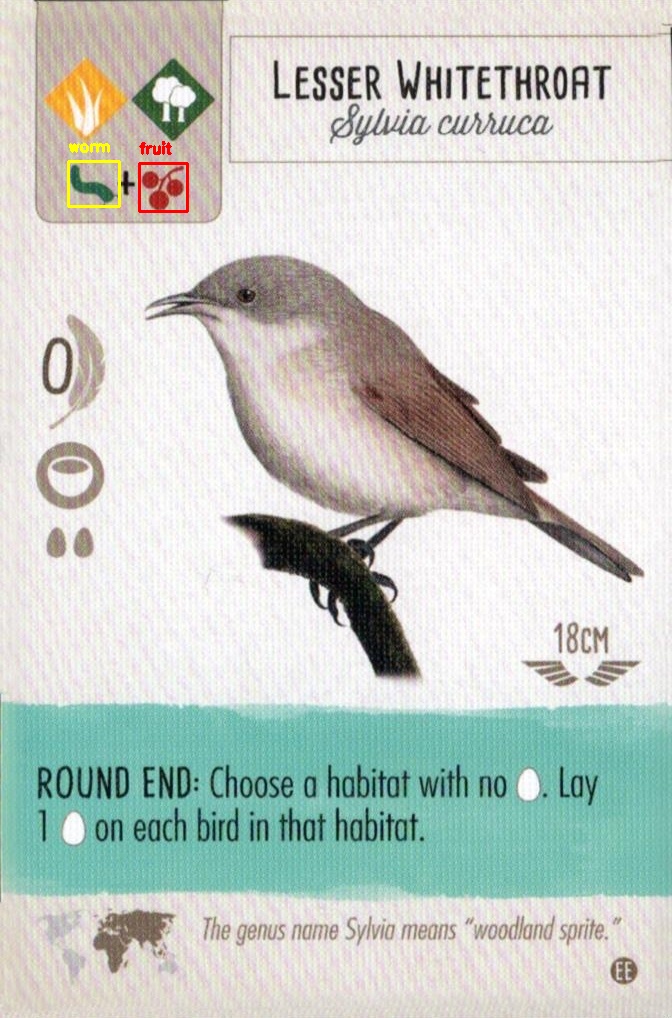 LESSER WHITETHROAT
Sylvia curruca
worm fruit
+
0
18CM
ROUND END: Choose a habitat with no . Lay
1 on each bird in that habitat.
The genus name Sylvia means “woodland sprite.”
EE